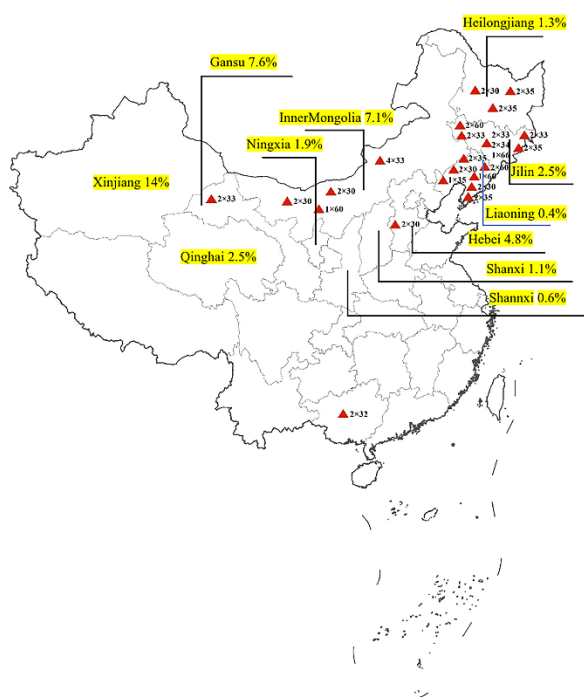 Heilongjiang 1.3%
Gansu 7.6%
2×30
2×35
2×35
InnerMongolia 7.1%
2×60
2×33
2×33
2×33
Ningxia 1.9%
2×34
2×35
4×33
2×35
1×60
Xinjiang 14%
2×30
2×60
Jilin 2.5%
1×35
1×60
2×30
2×30
2×33
2×30
2×35
1×60
Liaoning 0.4%
2×30
Hebei 4.8%
Qinghai 2.5%
Shanxi 1.1%
Shannxi 0.6%
2×32